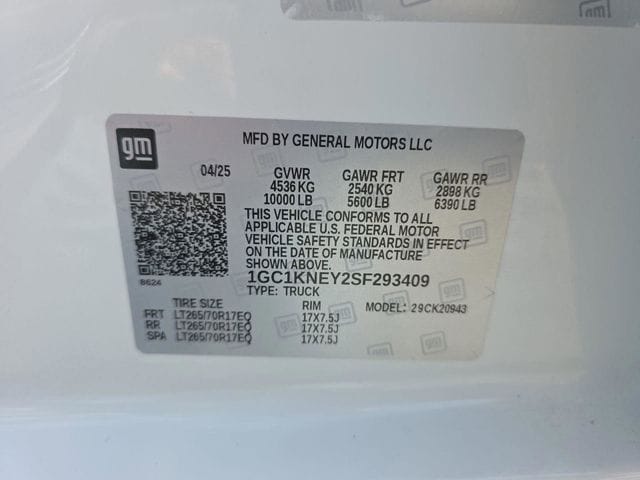 gm
gm
MFD BY GENERAL MOTORS LLC
04/25 GVWR GAWR FRT GAWR RR
4536 KG 2540 KG 2898 KG
10000 LB 5600 LB 6390 LB
THIS VEHICLE CONFORMS TO ALL
APPLICABLE U.S. FEDERAL MOTOR
VEHICLE SAFETY STANDARDS IN EFFECT
ON THE DATE OF MANUFACTURE
SHOWN ABOVE.
8624
1GC1KNEY2SF293409
TYPE: TRUCK
TIRE SIZE RIM MODEL: 29CK20943
FRT LT265/70R17EQ 17X7.5J
RR LT265/70R17EQ 17X7.5J
SPA LT265/70R17EQ 17X7.5J